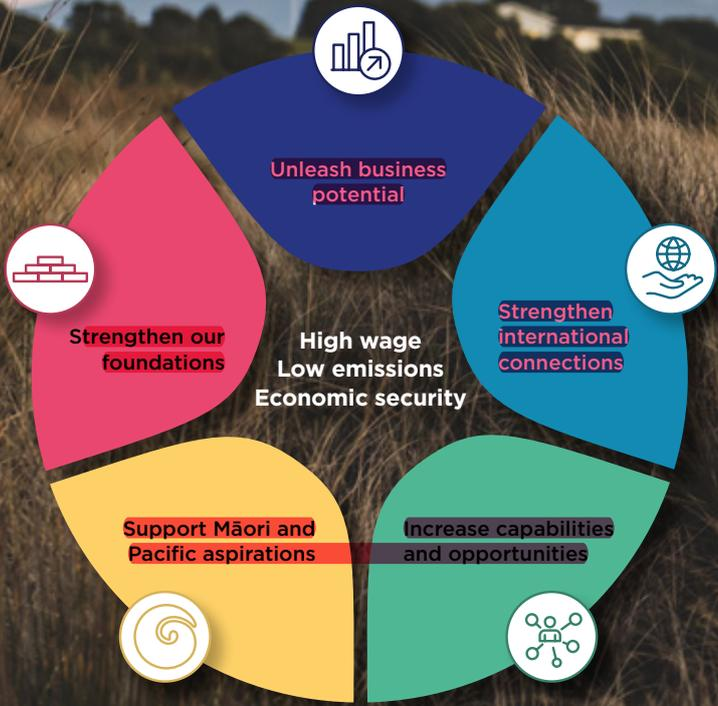 Unleash business
potential
Strengthen
international
connections
Strengthen our
foundations
High wage
Low emissions
Economic security
Support Māori and
Pacific aspirations
Increase capabilities
and opportunities